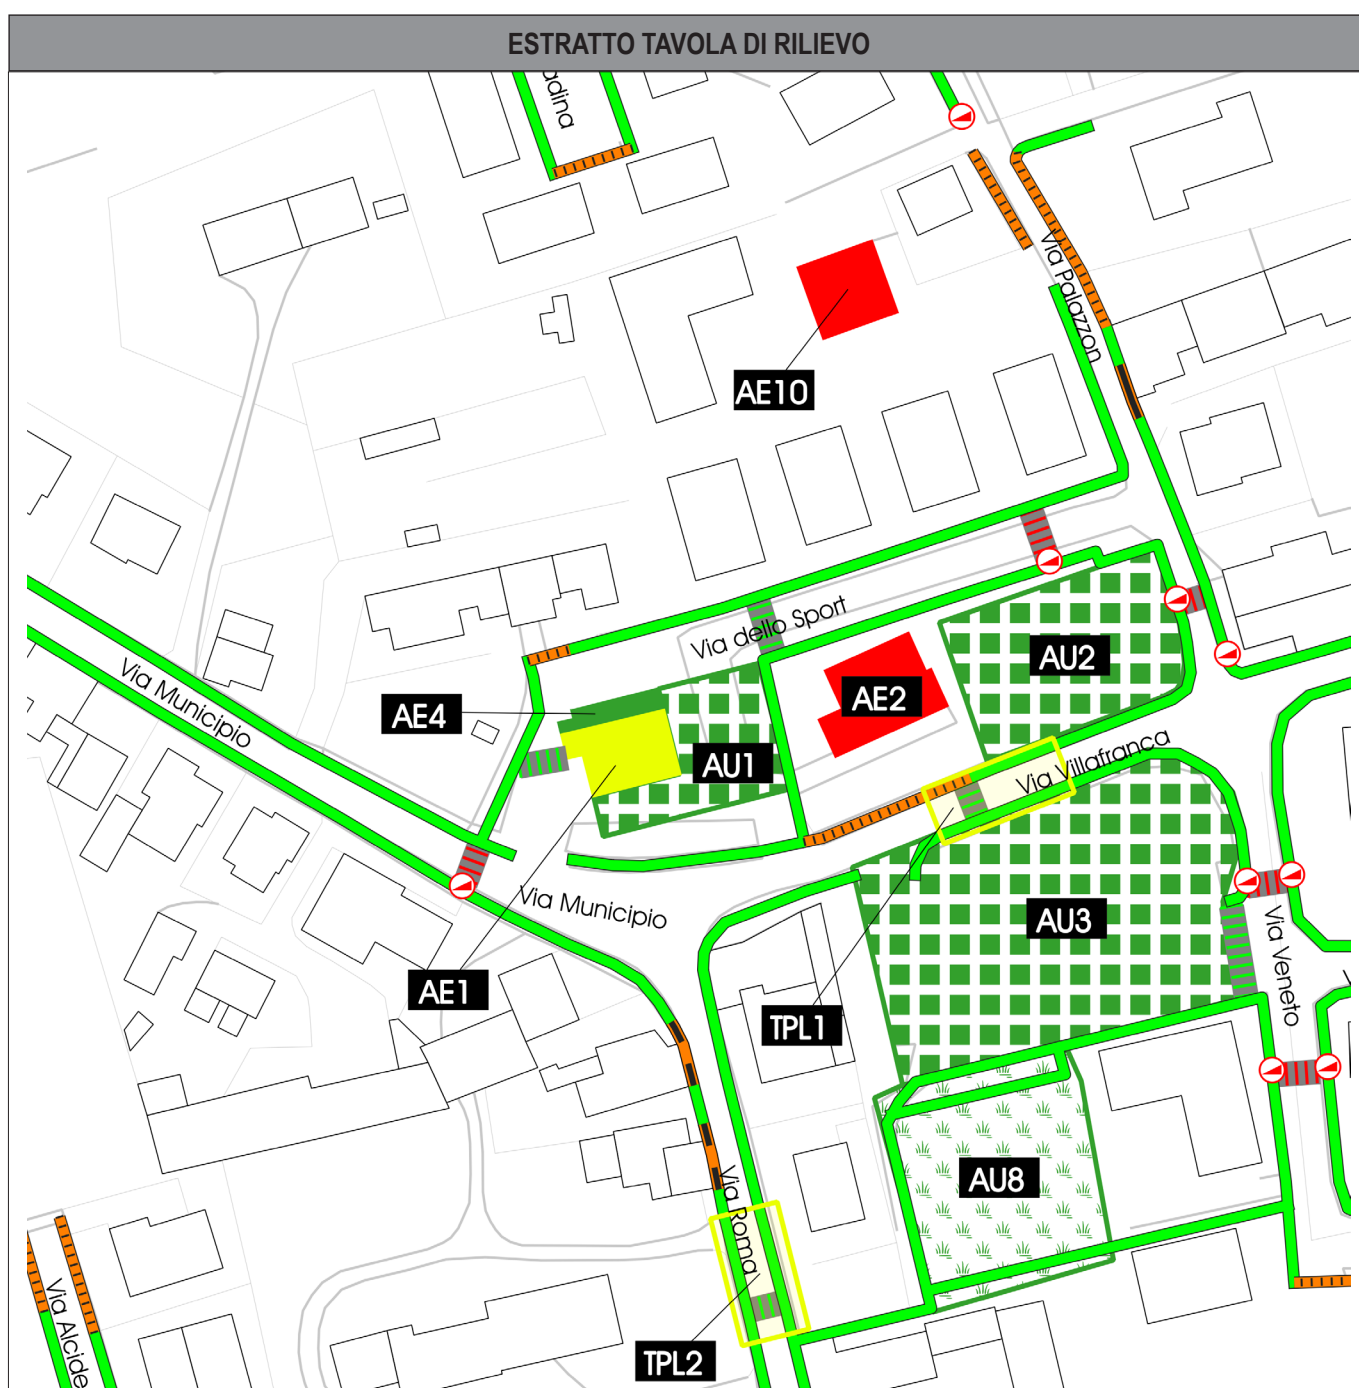 ESTRATTO TAVOLA DI RILIEVO
adina
Via Palazzon
AE10
Via dello Sport
AU2
Via Municipio
AE4
AE2
AU1
Via Villafranca
Via Municipio
AU3
Via Veneto
AE1
TPL1
AU8
Via Roma
Via Alcide
TPL2